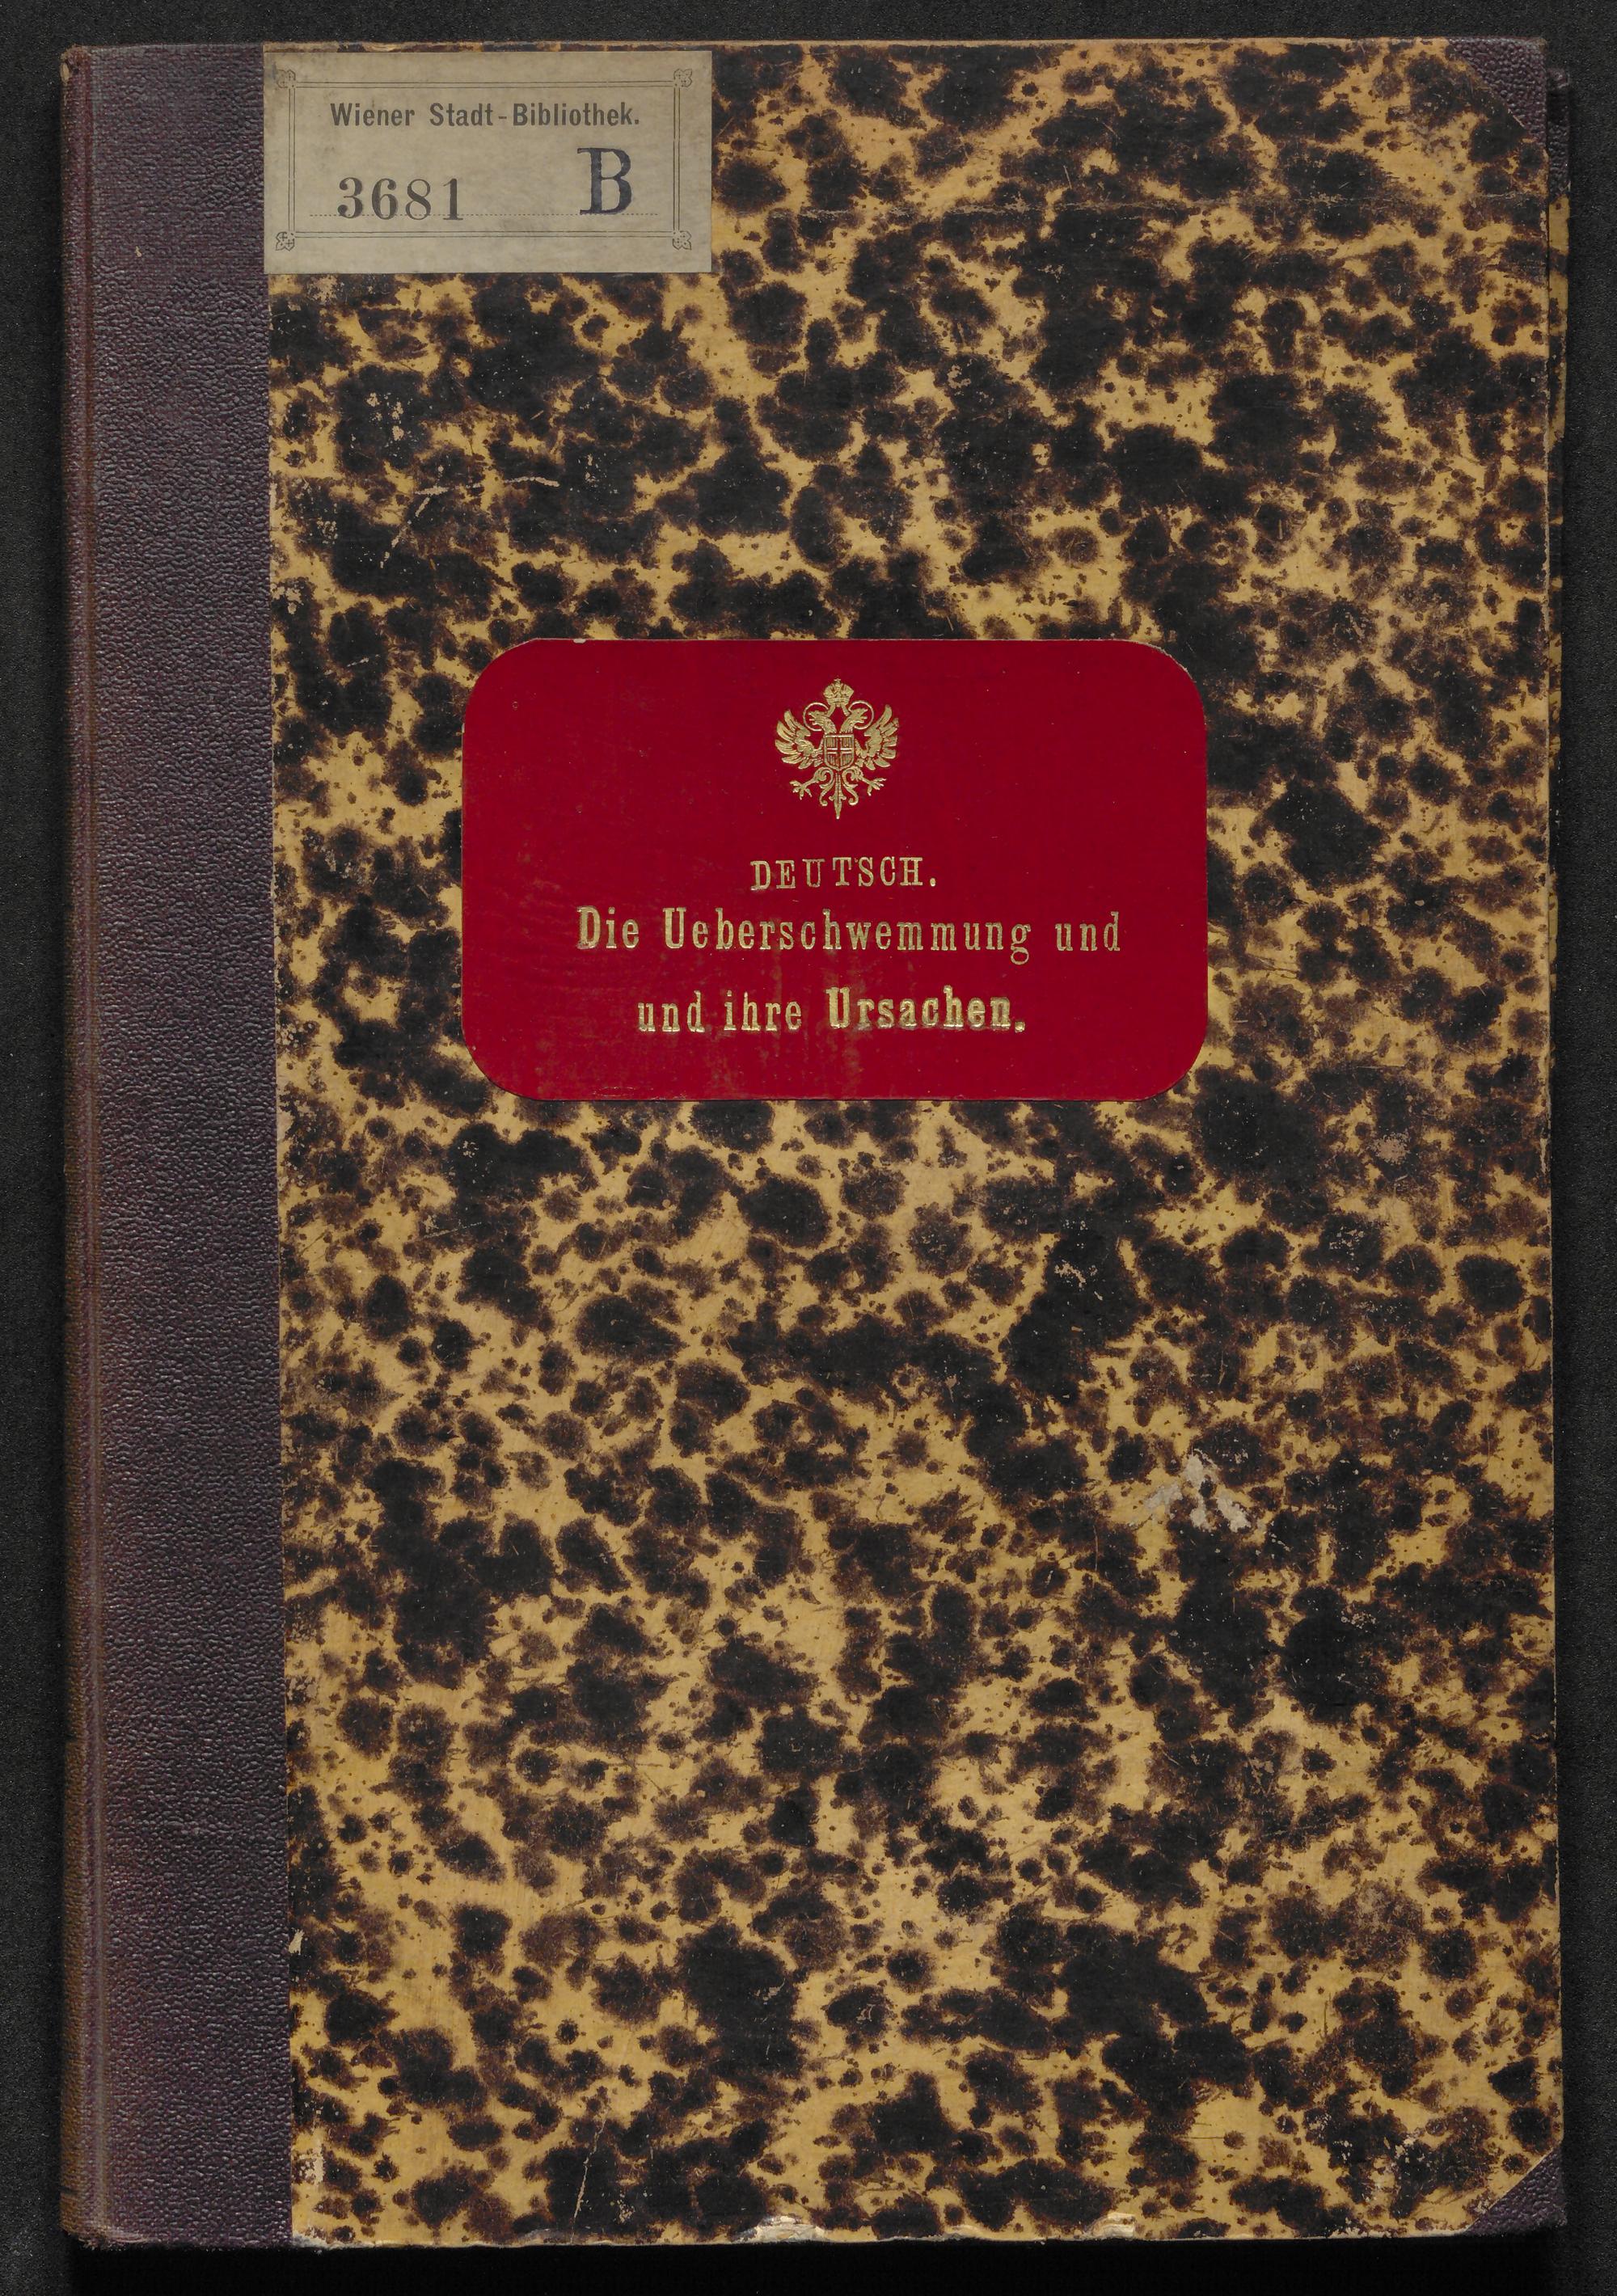 Wiener Stadt-Bibliothek.
3681 B
DEUTSCH.
Die Ueberschwemmung und
und ihre Ursachen.